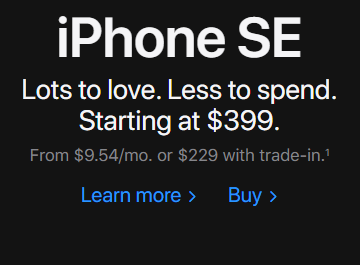 iPhone SE
Lots to love. Less to spend.
Starting at $399.
From $9.54/mo. or $229 with trade-in.¹
Learn more > Buy >